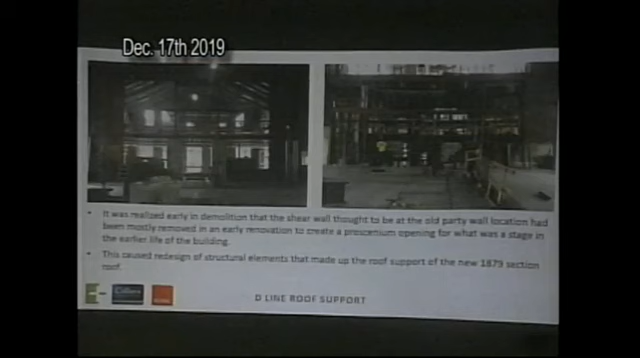 Dec. 17th 2019
• It was realized early in demolition that the shear wall thought to be at the old party wall location had
been mostly removed in an early renovation to create a proscenium opening for what was a stage in
the earlier life of the building.
• This caused redesign of structural elements that made up the roof support of the new 1879 section
roof.
Colliers
D LINE ROOF SUPPORT